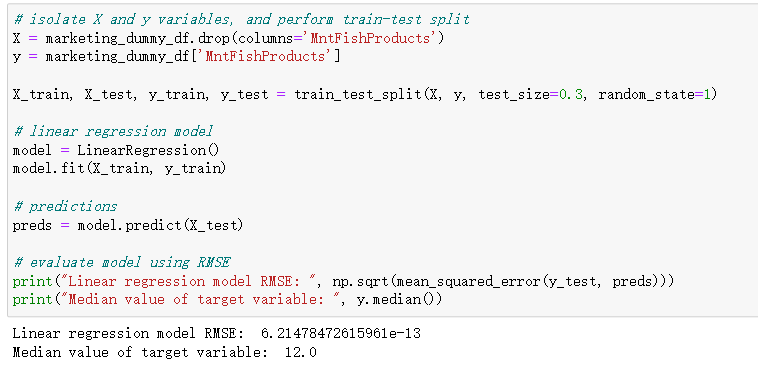 # isolate X and y variables, and perform train-test split
X = marketing_dummy_df.drop(columns='MntFishProducts')
y = marketing_dummy_df['MntFishProducts']
X_train, X_test, y_train, y_test = train_test_split(X, y, test_size=0.3, random_state=1)
# linear regression model
model = LinearRegression()
model.fit(X_train, y_train)
# predictions
preds = model.predict(X_test)
# evaluate model using RMSE
print("Linear regression model RMSE: ", np.sqrt(mean_squared_error(y_test, preds)))
print("Median value of target variable: ", y.median())
Linear regression model RMSE:  6.21478472615961e-13
Median value of target variable:  12.0